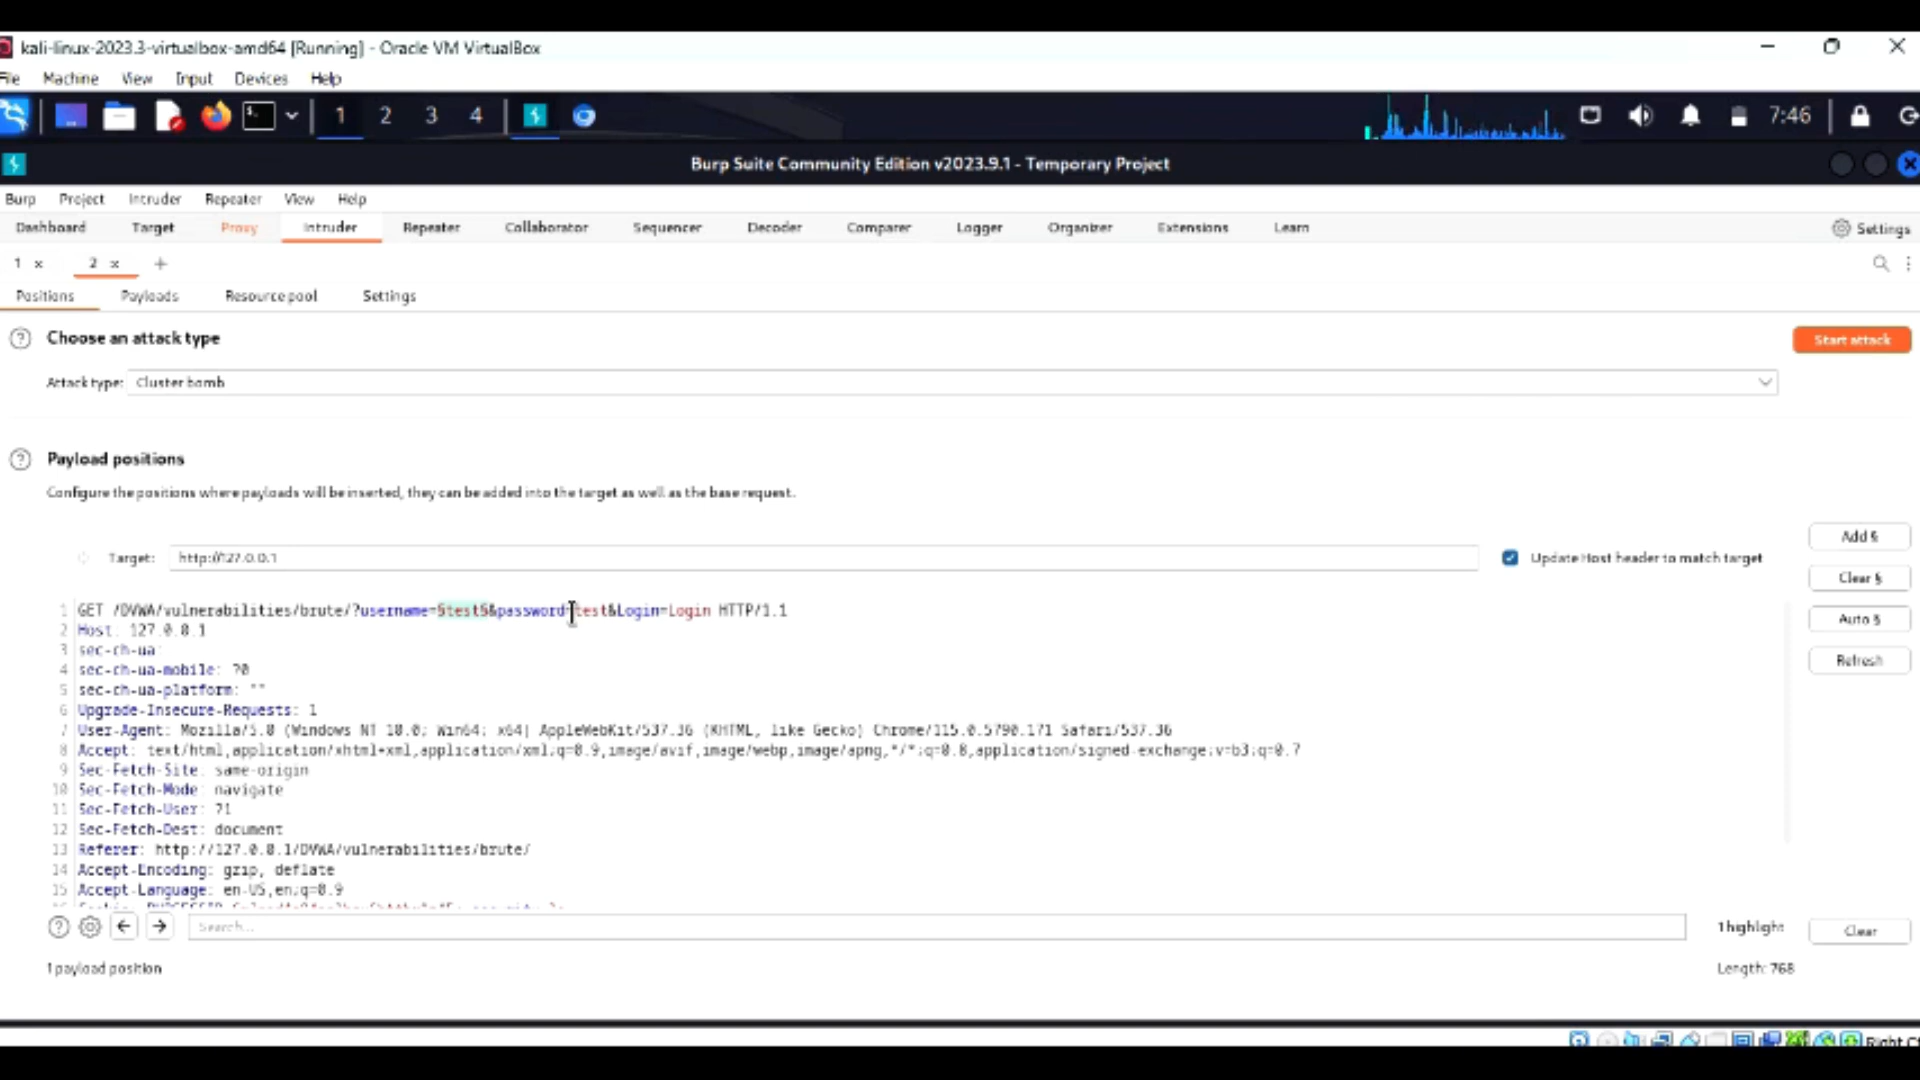 kali-linux-2023.3-virtualbox-amd64 [Running] - Oracle VM VirtualBox
File Machine View Input Devices Help
1 2 3 4 7:46
Burp Suite Community Edition v2023.9.1 - Temporary Project
Burp Project Intruder Repeater View Help
Dashboard Target Proxy Intruder Repeater Collaborator Sequencer Decoder Comparer Logger Organizer Extensions Learn Settings
1 × 2 × +
Positions Payloads Resource pool Settings
Choose an attack type
Start attack
Attack type: Cluster bomb
Payload positions
Configure the positions where payloads will be inserted, they can be added into the target as well as the base request.
Add §
Target: http://127.0.0.1 Update Host header to match target
Clear §
Auto §
Refresh
1 GET /DVWA/vulnerabilities/brute/?username=§test§&password=test&Login=Login HTTP/1.1
2 Host: 127.0.0.1
3 sec-ch-ua:
4 sec-ch-ua-mobile: ?0
5 sec-ch-ua-platform: ""
6 Upgrade-Insecure-Requests: 1
7 User-Agent: Mozilla/5.0 (Windows NT 10.0; Win64; x64) AppleWebKit/537.36 (KHTML, like Gecko) Chrome/115.0.5790.171 Safari/537.36
8 Accept: text/html,application/xhtml+xml,application/xml;q=0.9,image/avif,image/webp,image/apng,*/*;q=0.8,application/signed-exchange;v=b3;q=0.7
9 Sec-Fetch-Site: same-origin
10 Sec-Fetch-Mode: navigate
11 Sec-Fetch-User: ?1
12 Sec-Fetch-Dest: document
13 Referer: http://127.0.0.1/DVWA/vulnerabilities/brute/
14 Accept-Encoding: gzip, deflate
15 Accept-Language: en-US,en;q=0.9
Search... 1 highlight Clear
1 payload position Length: 768
Right